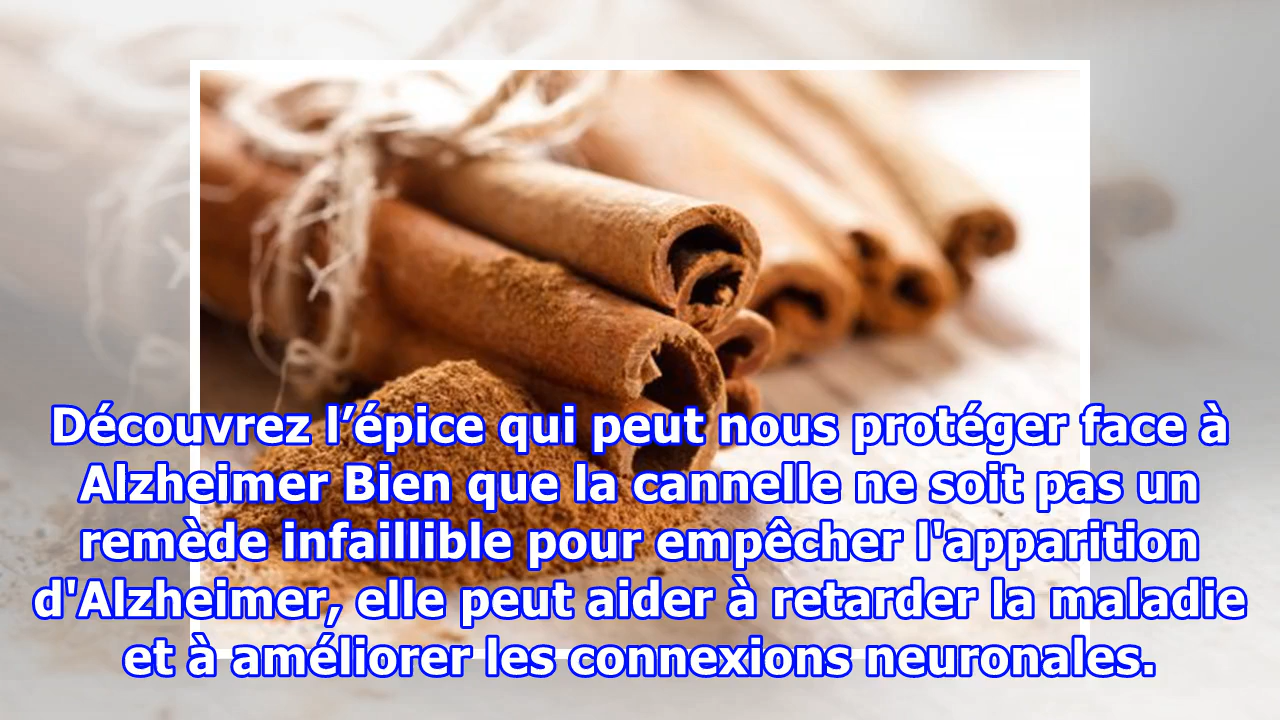 Découvrez l’épice qui peut nous protéger face à
Alzheimer Bien que la cannelle ne soit pas un
remède infaillible pour empêcher l'apparition
d'Alzheimer, elle peut aider à retarder la maladie
et à améliorer les connexions neuronales.